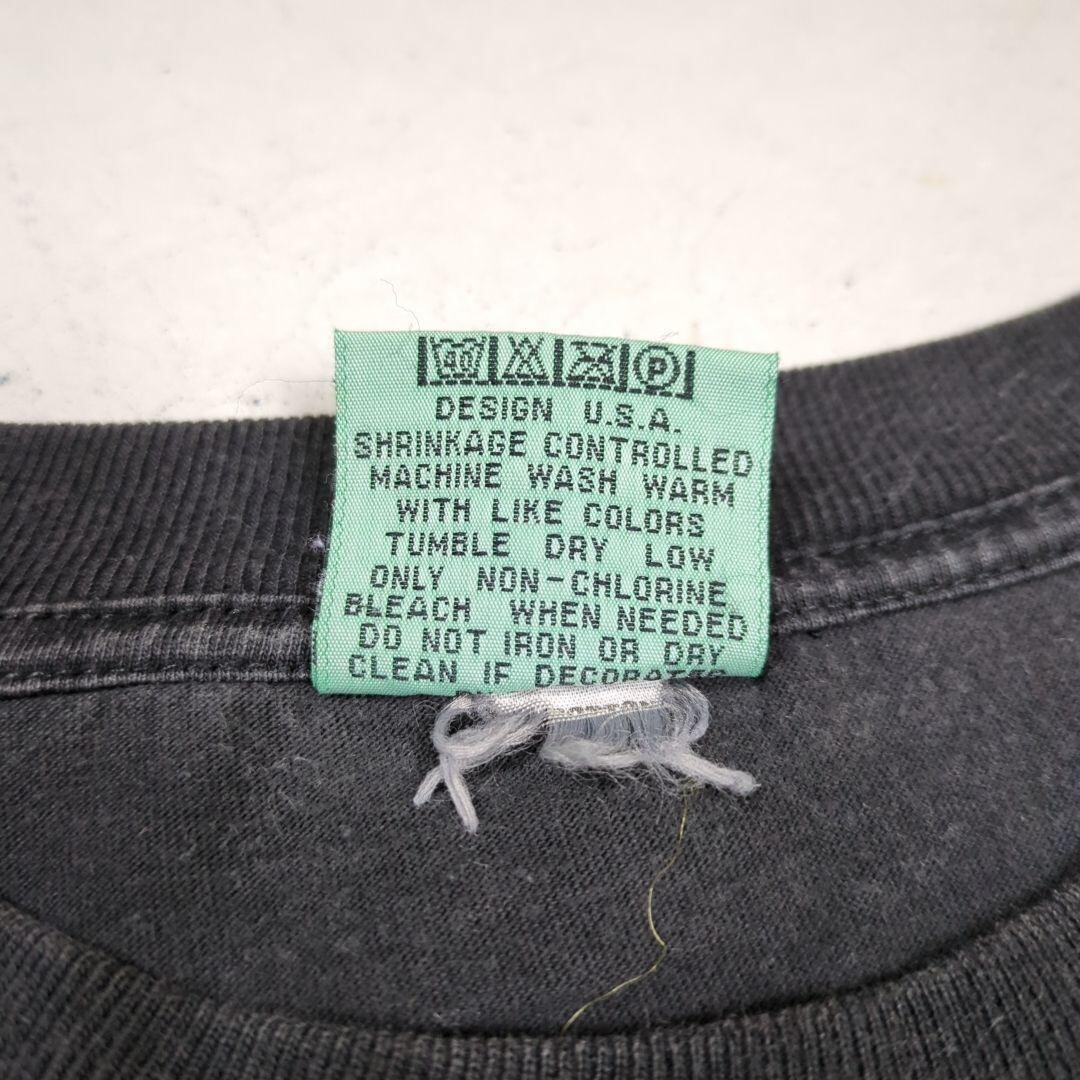 40 P
DESIGN U.S.A.
SHRINKAGE CONTROLLED
MACHINE WASH WARM
WITH LIKE COLORS
TUMBLE DRY LOW
ONLY NON-CHLORINE
BLEACH WHEN NEEDED
DO NOT IRON OR DRY
CLEAN IF